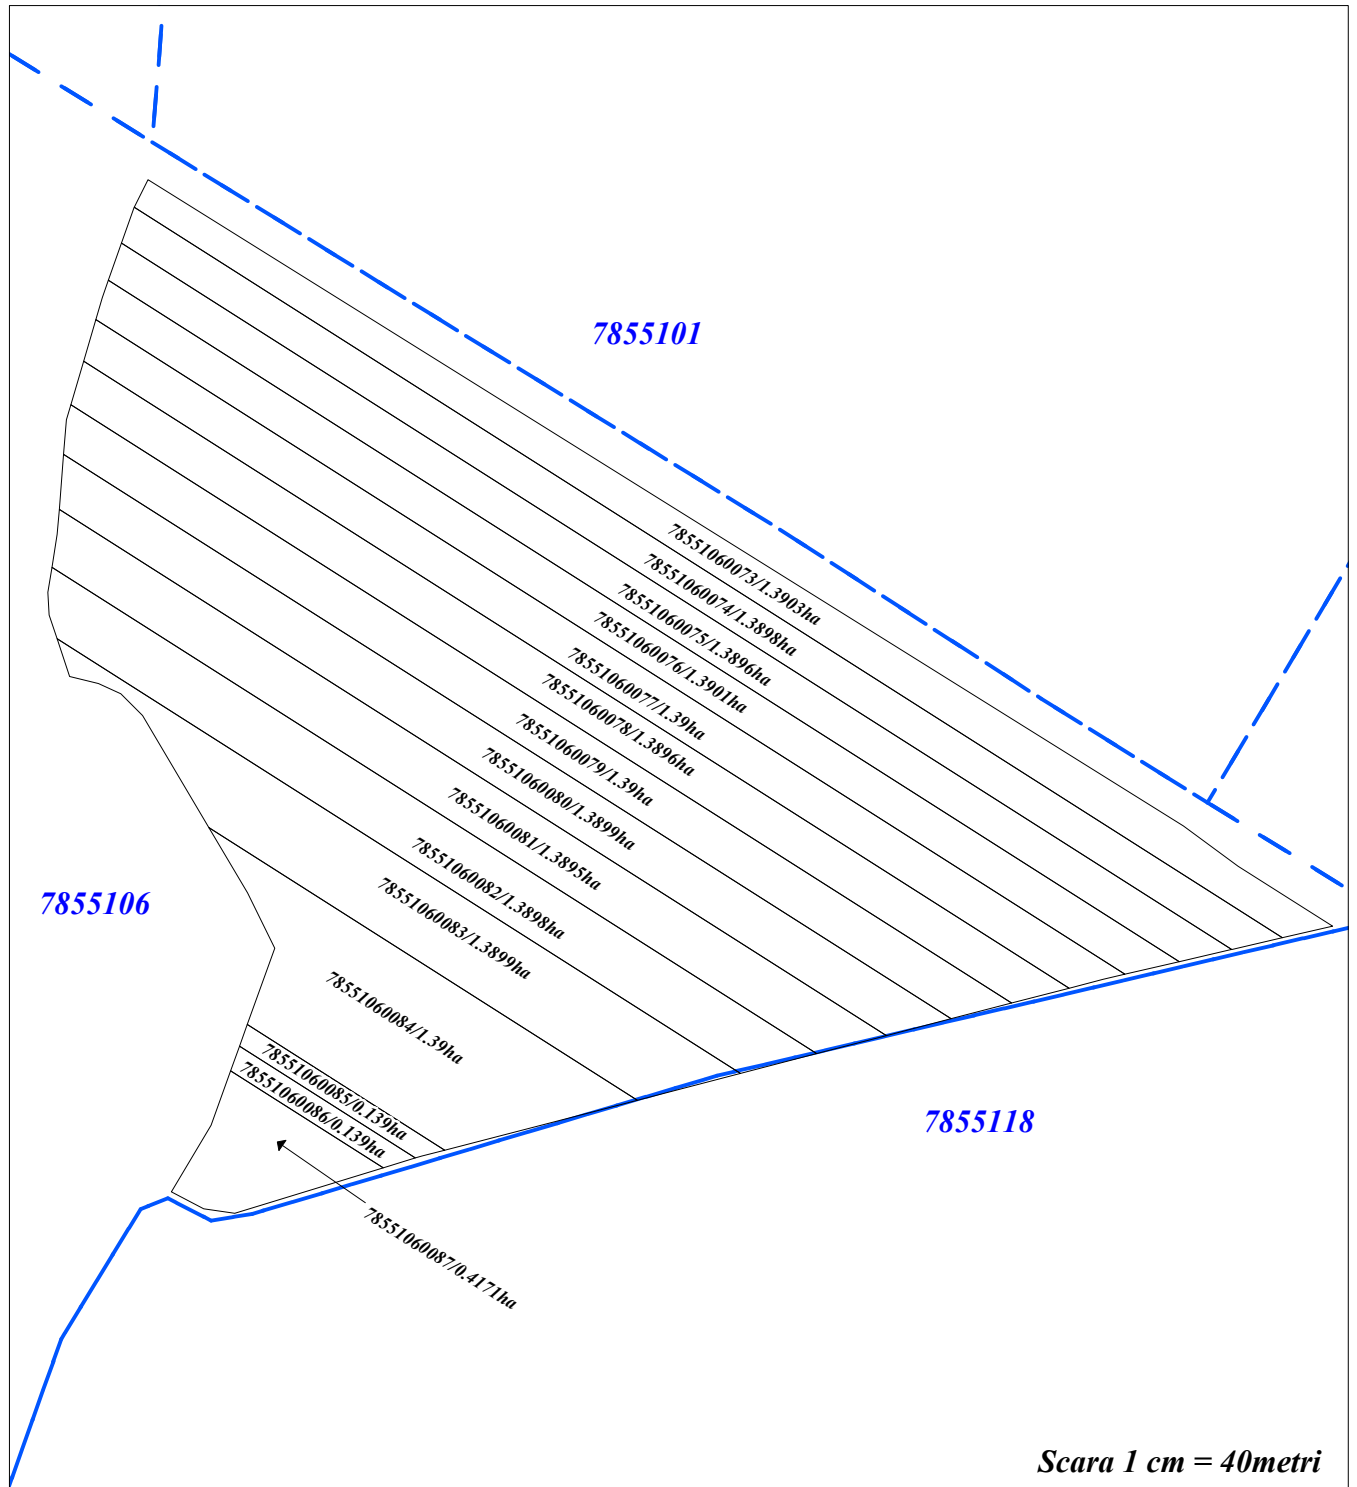 7855101
78551060073/1.3903ha
78551060074/1.3898ha
78551060075/1.3896ha
78551060076/1.3901ha
78551060077/1.39ha
78551060078/1.3896ha
78551060079/1.39ha
78551060080/1.3899ha
78551060081/1.3895ha
78551060082/1.3898ha
78551060083/1.3899ha
7855106
78551060084/1.39ha
78551060085/0.139ha
78551060086/0.139ha
7855118
78551060087/0.4171ha
Scara 1 cm = 40metri